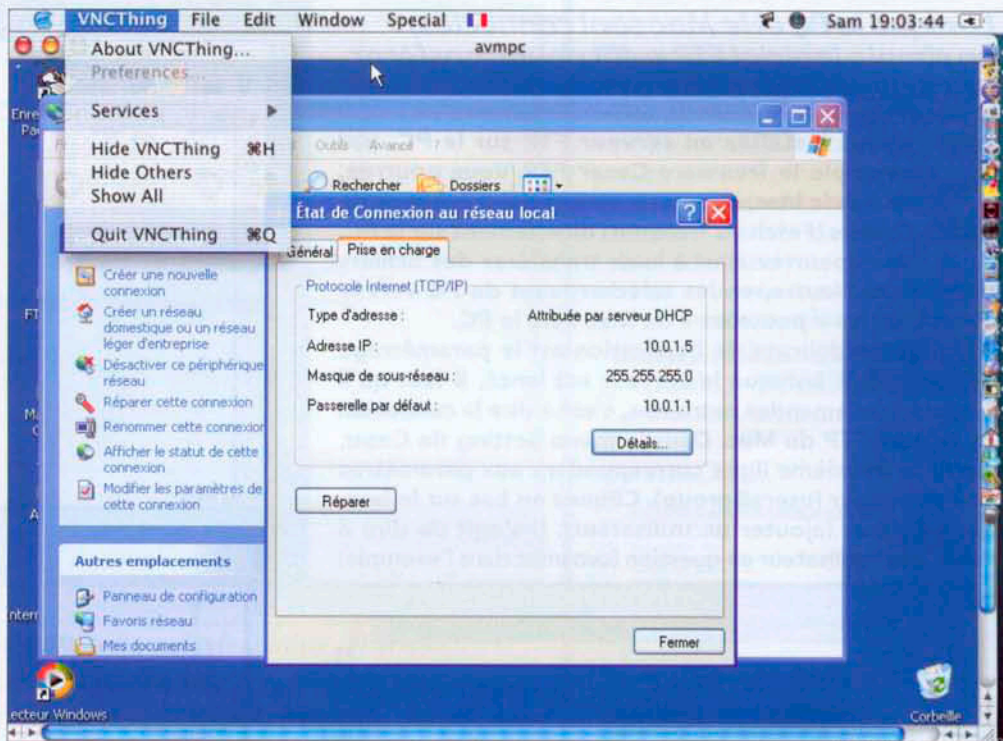 VNCThing File Edit Window Special Sam 19:03:44
avmpc
About VNCThing...
Preferences...
Services
Hide VNCThing ⌘H
Hide Others
Show All
Quit VNCThing ⌘Q
Outils Avancé ?
Rechercher Dossiers
État de Connexion au réseau local
Général Prise en charge
Protocole Internet (TCP/IP)
Type d'adresse : Attribuée par serveur DHCP
Adresse IP : 10.0.1.5
Masque de sous-réseau : 255.255.255.0
Passerelle par défaut : 10.0.1.1
Détails...
Réparer
Fermer
Créer une nouvelle
connexion
Créer un réseau
domestique ou un réseau
léger d'entreprise
Désactiver ce périphérique
réseau
Réparer cette connexion
Renommer cette connexion
Afficher le statut de cette
connexion
Modifier les paramètres de
cette connexion
Autres emplacements
Panneau de configuration
Favoris réseau
Mes documents
ecteur Windows
Corbeille